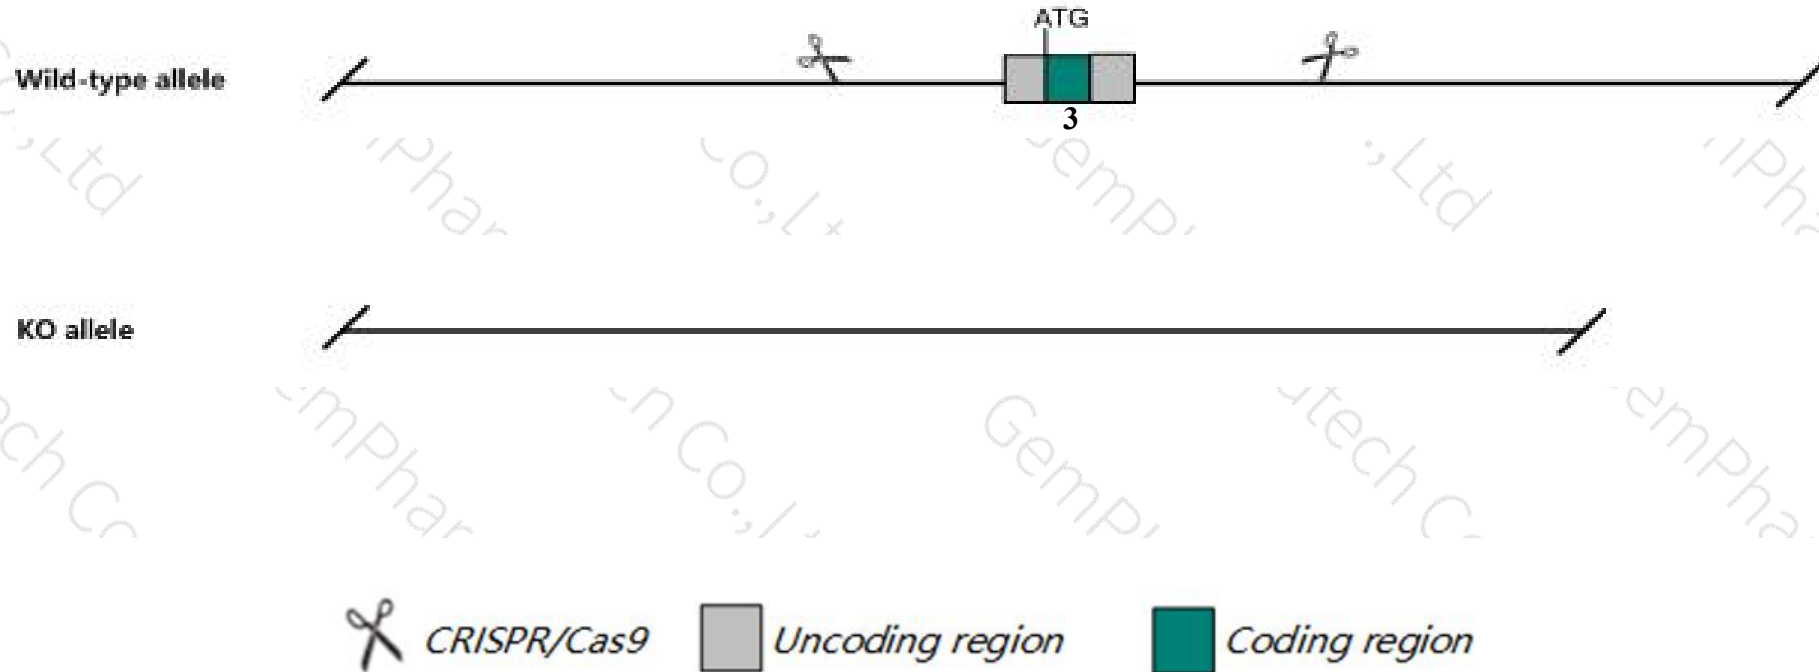 ATG
Wild-type allele
3
KO allele
CRISPR/Cas9 Uncoding region Coding region